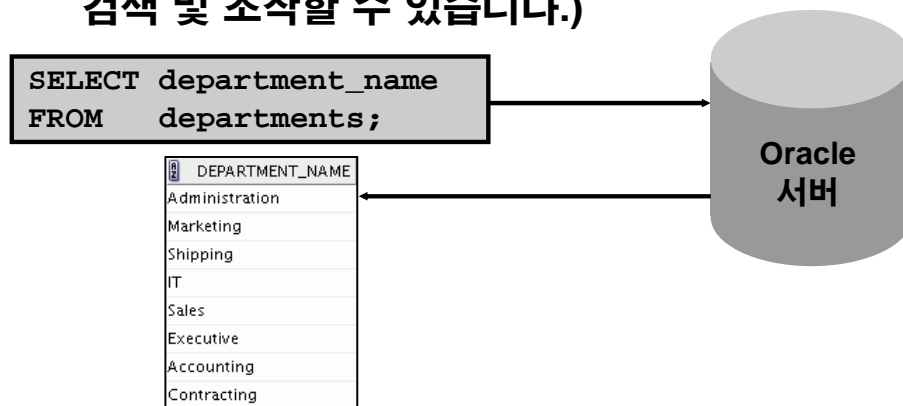 검색 및 조작할 수 있습니다.)
SELECT department_name
FROM departments;
Oracle
서버
DEPARTMENT_NAME
Administration
Marketing
Shipping
IT
Sales
Executive
Accounting
Contracting